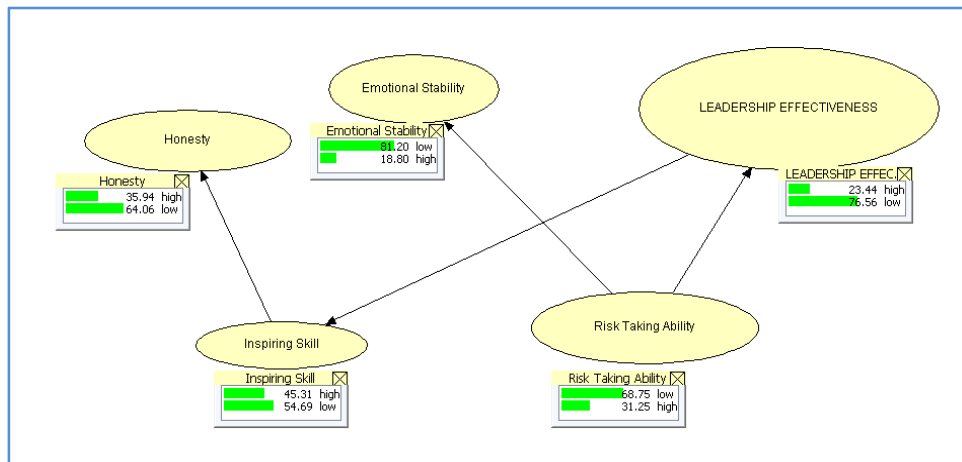 Emotional Stability
LEADERSHIP EFFECTIVENESS
Honesty
Emotional Stability
81.20 low
18.80 high
Honesty
35.94 high
64.06 low
LEADERSHIP EFFEC...
23.44 high
76.56 low
Inspiring Skill
Risk Taking Ability
Inspiring Skill
45.31 high
54.69 low
Risk Taking Ability
68.75 low
31.25 high